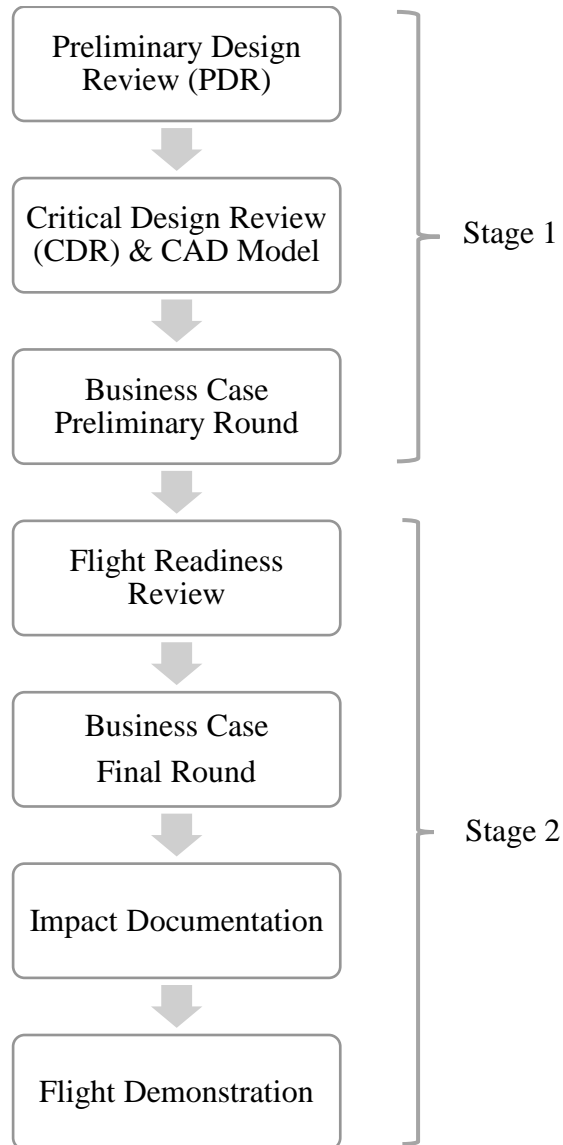 Preliminary Design
Review (PDR)
Critical Design Review
(CDR) & CAD Model
Stage 1
Business Case
Preliminary Round
Flight Readiness
Review
Business Case
Final Round
Stage 2
Impact Documentation
Flight Demonstration